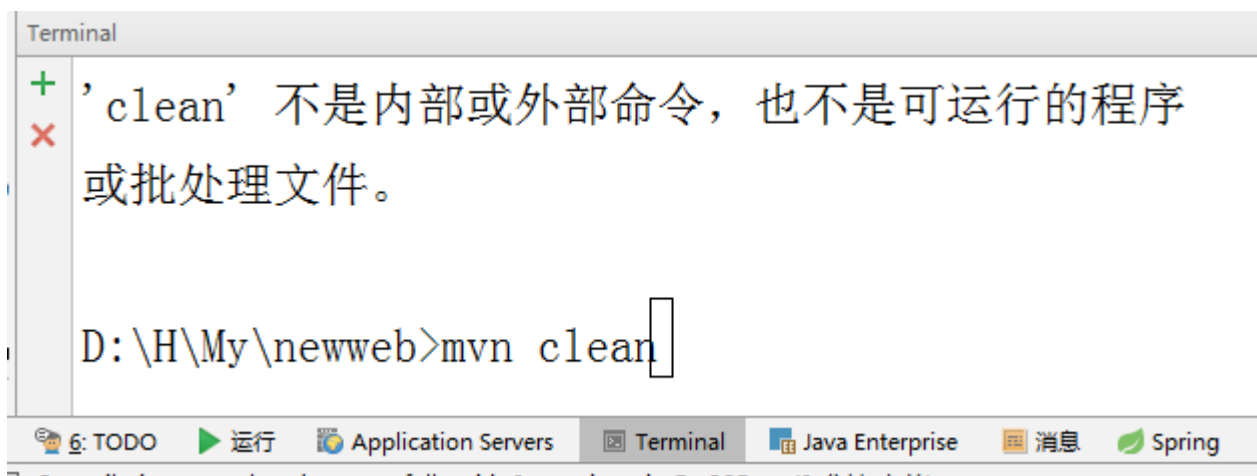 Terminal
'clean' 不是内部或外部命令，也不是可运行的程序
或批处理文件。
D:\H\My\newweb>mvn clean
6: TODO 运行 Application Servers Terminal Java Enterprise 消息 Spring